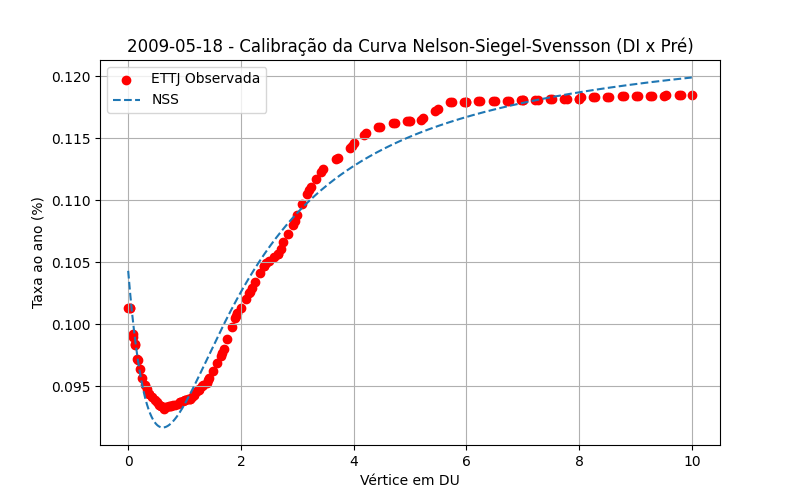 2009-05-18 - Calibração da Curva Nelson-Siegel-Svensson (DI x Pré)
ETTJ Observada
NSS
Taxa ao ano (%)
0.120
0.115
0.110
0.105
0.100
0.095
0 2 4 6 8 10
Vértice em DU